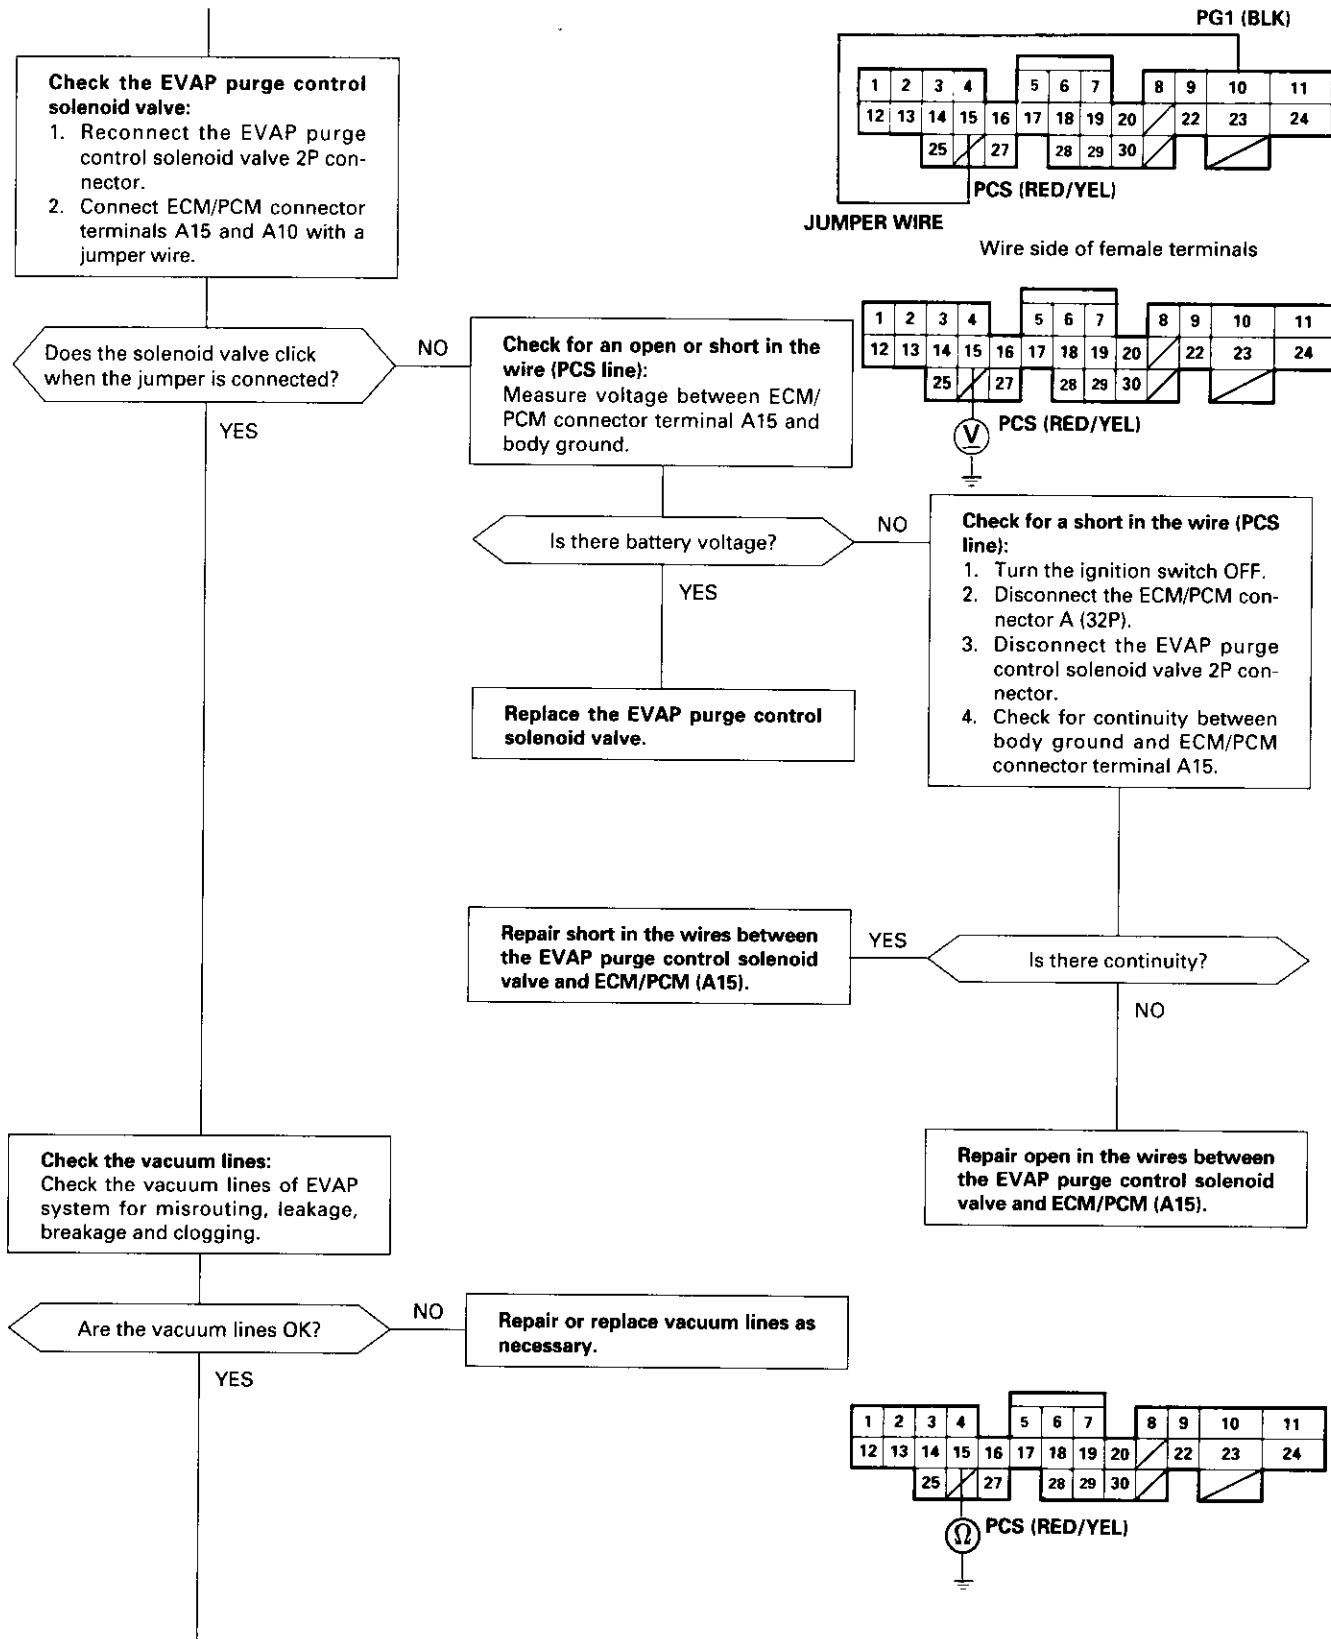 Check the EVAP purge control
solenoid valve:
1. Reconnect the EVAP purge
control solenoid valve 2P con-
nector.
2. Connect ECM/PCM connector
terminals A15 and A10 with a
jumper wire.
PG1 (BLK)
1 2 3 4 5 6 7 8 9 10 11
12 13 14 15 16 17 18 19 20 22 23 24
25 27 28 29 30
PCS (RED/YEL)
JUMPER WIRE
Wire side of female terminals
Does the solenoid valve click
when the jumper is connected?
NO
YES
Check for an open or short in the
wire (PCS line):
Measure voltage between ECM/
PCM connector terminal A15 and
body ground.
1 2 3 4 5 6 7 8 9 10 11
12 13 14 15 16 17 18 19 20 22 23 24
25 27 28 29 30
PCS (RED/YEL)
V
Is there battery voltage?
NO
YES
Check for a short in the wire (PCS
line):
1. Turn the ignition switch OFF.
2. Disconnect the ECM/PCM con-
nector A (32P).
3. Disconnect the EVAP purge
control solenoid valve 2P con-
nector.
4. Check for continuity between
body ground and ECM/PCM
connector terminal A15.
Replace the EVAP purge control
solenoid valve.
Repair short in the wires between
the EVAP purge control solenoid
valve and ECM/PCM (A15).
YES
Is there continuity?
NO
Check the vacuum lines:
Check the vacuum lines of EVAP
system for misrouting, leakage,
breakage and clogging.
Repair open in the wires between
the EVAP purge control solenoid
valve and ECM/PCM (A15).
Are the vacuum lines OK?
NO
YES
Repair or replace vacuum lines as
necessary.
1 2 3 4 5 6 7 8 9 10 11
12 13 14 15 16 17 18 19 20 22 23 24
25 27 28 29 30
PCS (RED/YEL)
Ω